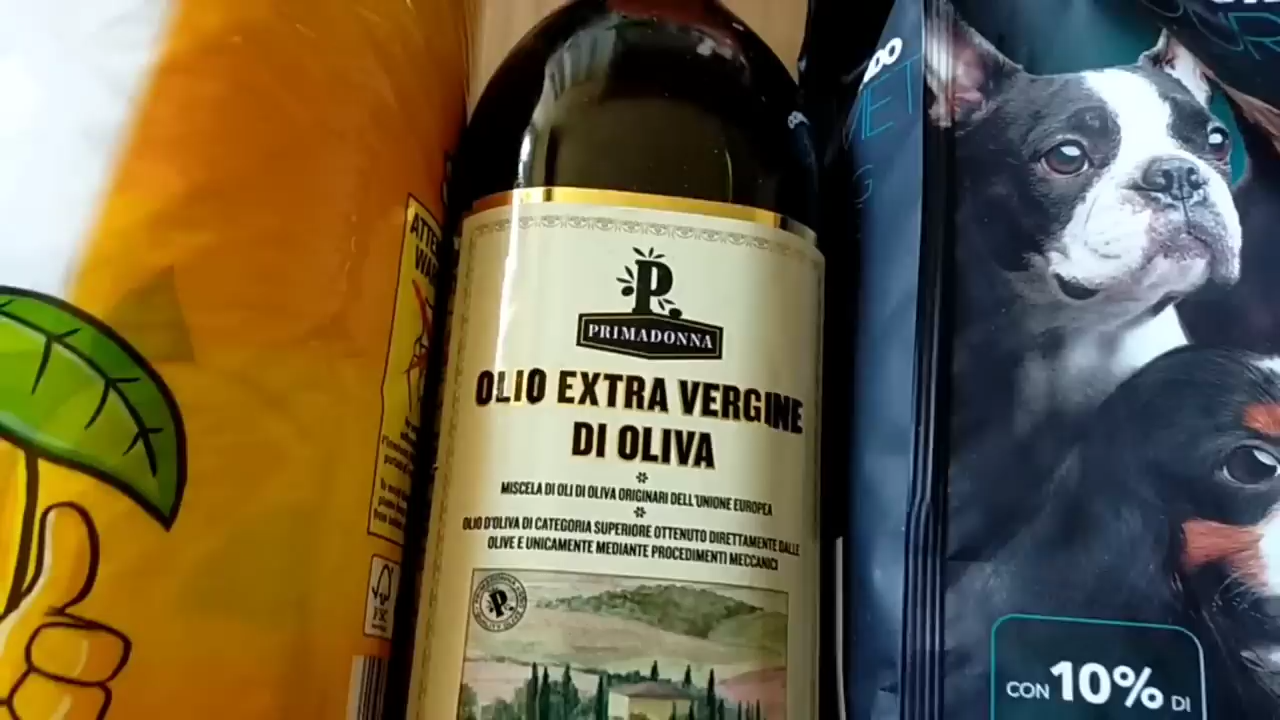 P
PRIMADONNA
OLIO EXTRA VERGINE
DI OLIVA
MISCELA DI OLI DI OLIVA ORIGINARI DELL'UNIONE EUROPEA
OLIO D'OLIVA DI CATEGORIA SUPERIORE OTTENUTO DIRETTAMENTE DALLE
OLIVE E UNICAMENTE MEDIANTE PROCEDIMENTI MECCANICI
P
FSC
CON 10% DI